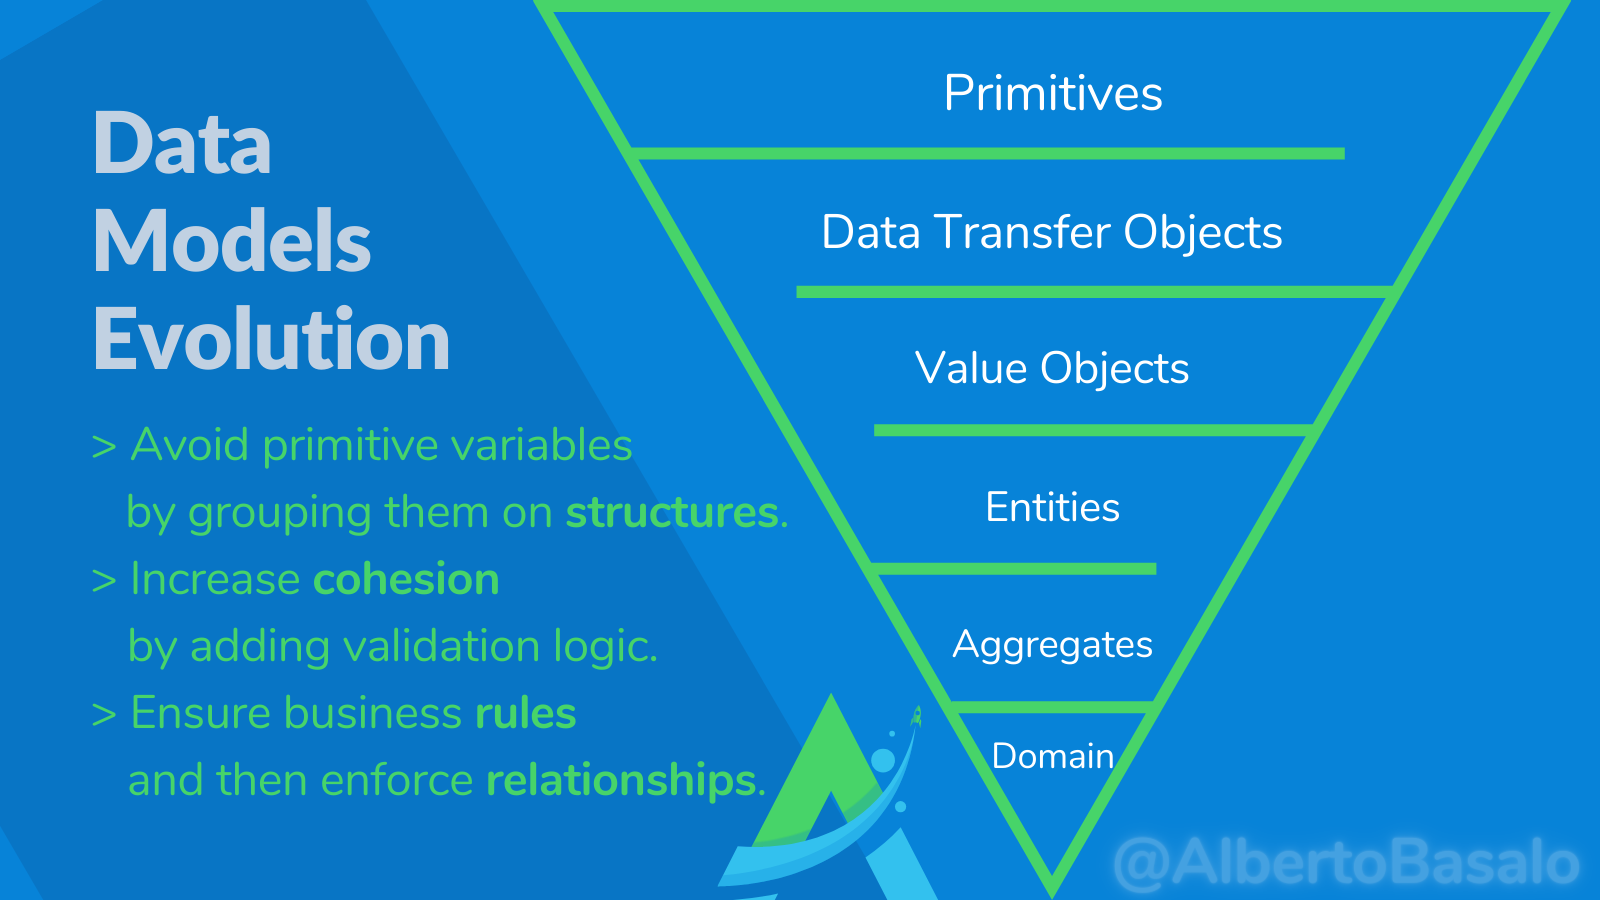 Data
Models
Evolution
> Avoid primitive variables
by grouping them on structures.
> Increase cohesion
by adding validation logic.
> Ensure business rules
and then enforce relationships.
Primitives
Data Transfer Objects
Value Objects
Entities
Aggregates
Domain
@AlbertoBasalo